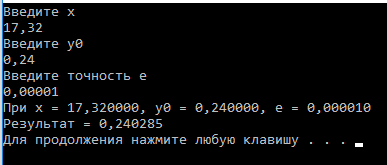 Введите x
17,32
Введите y0
0,24
Введите точность e
0,00001
При x = 17,320000, y0 = 0,240000, e = 0,000010
Результат = 0,240285
Для продолжения нажмите любую клавишу . . .